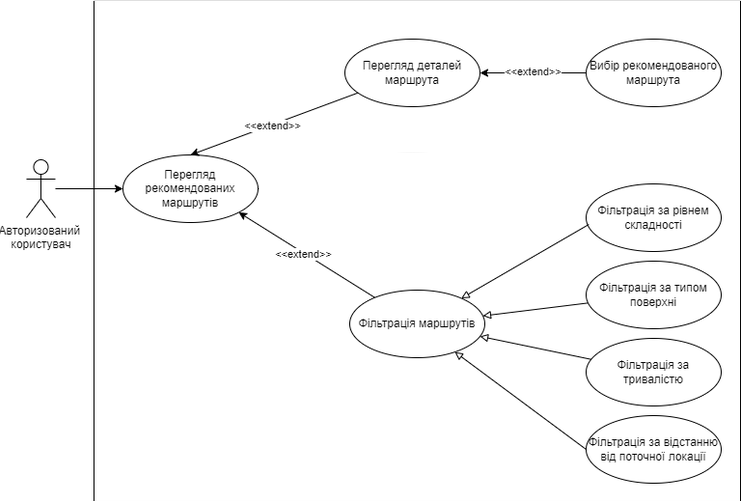 Перегляд деталей
маршрута
<<extend>>
Вибір рекомендованого
маршрута
<<extend>>
Перегляд
рекомендованих
маршрутів
Авторизований
користувач
<<extend>>
Фільтрація за рівнем
складності
Фільтрація за типом
поверхні
Фільтрація маршрутів
Фільтрація за
тривалістю
Фільтрація за відстанню
від поточної локації